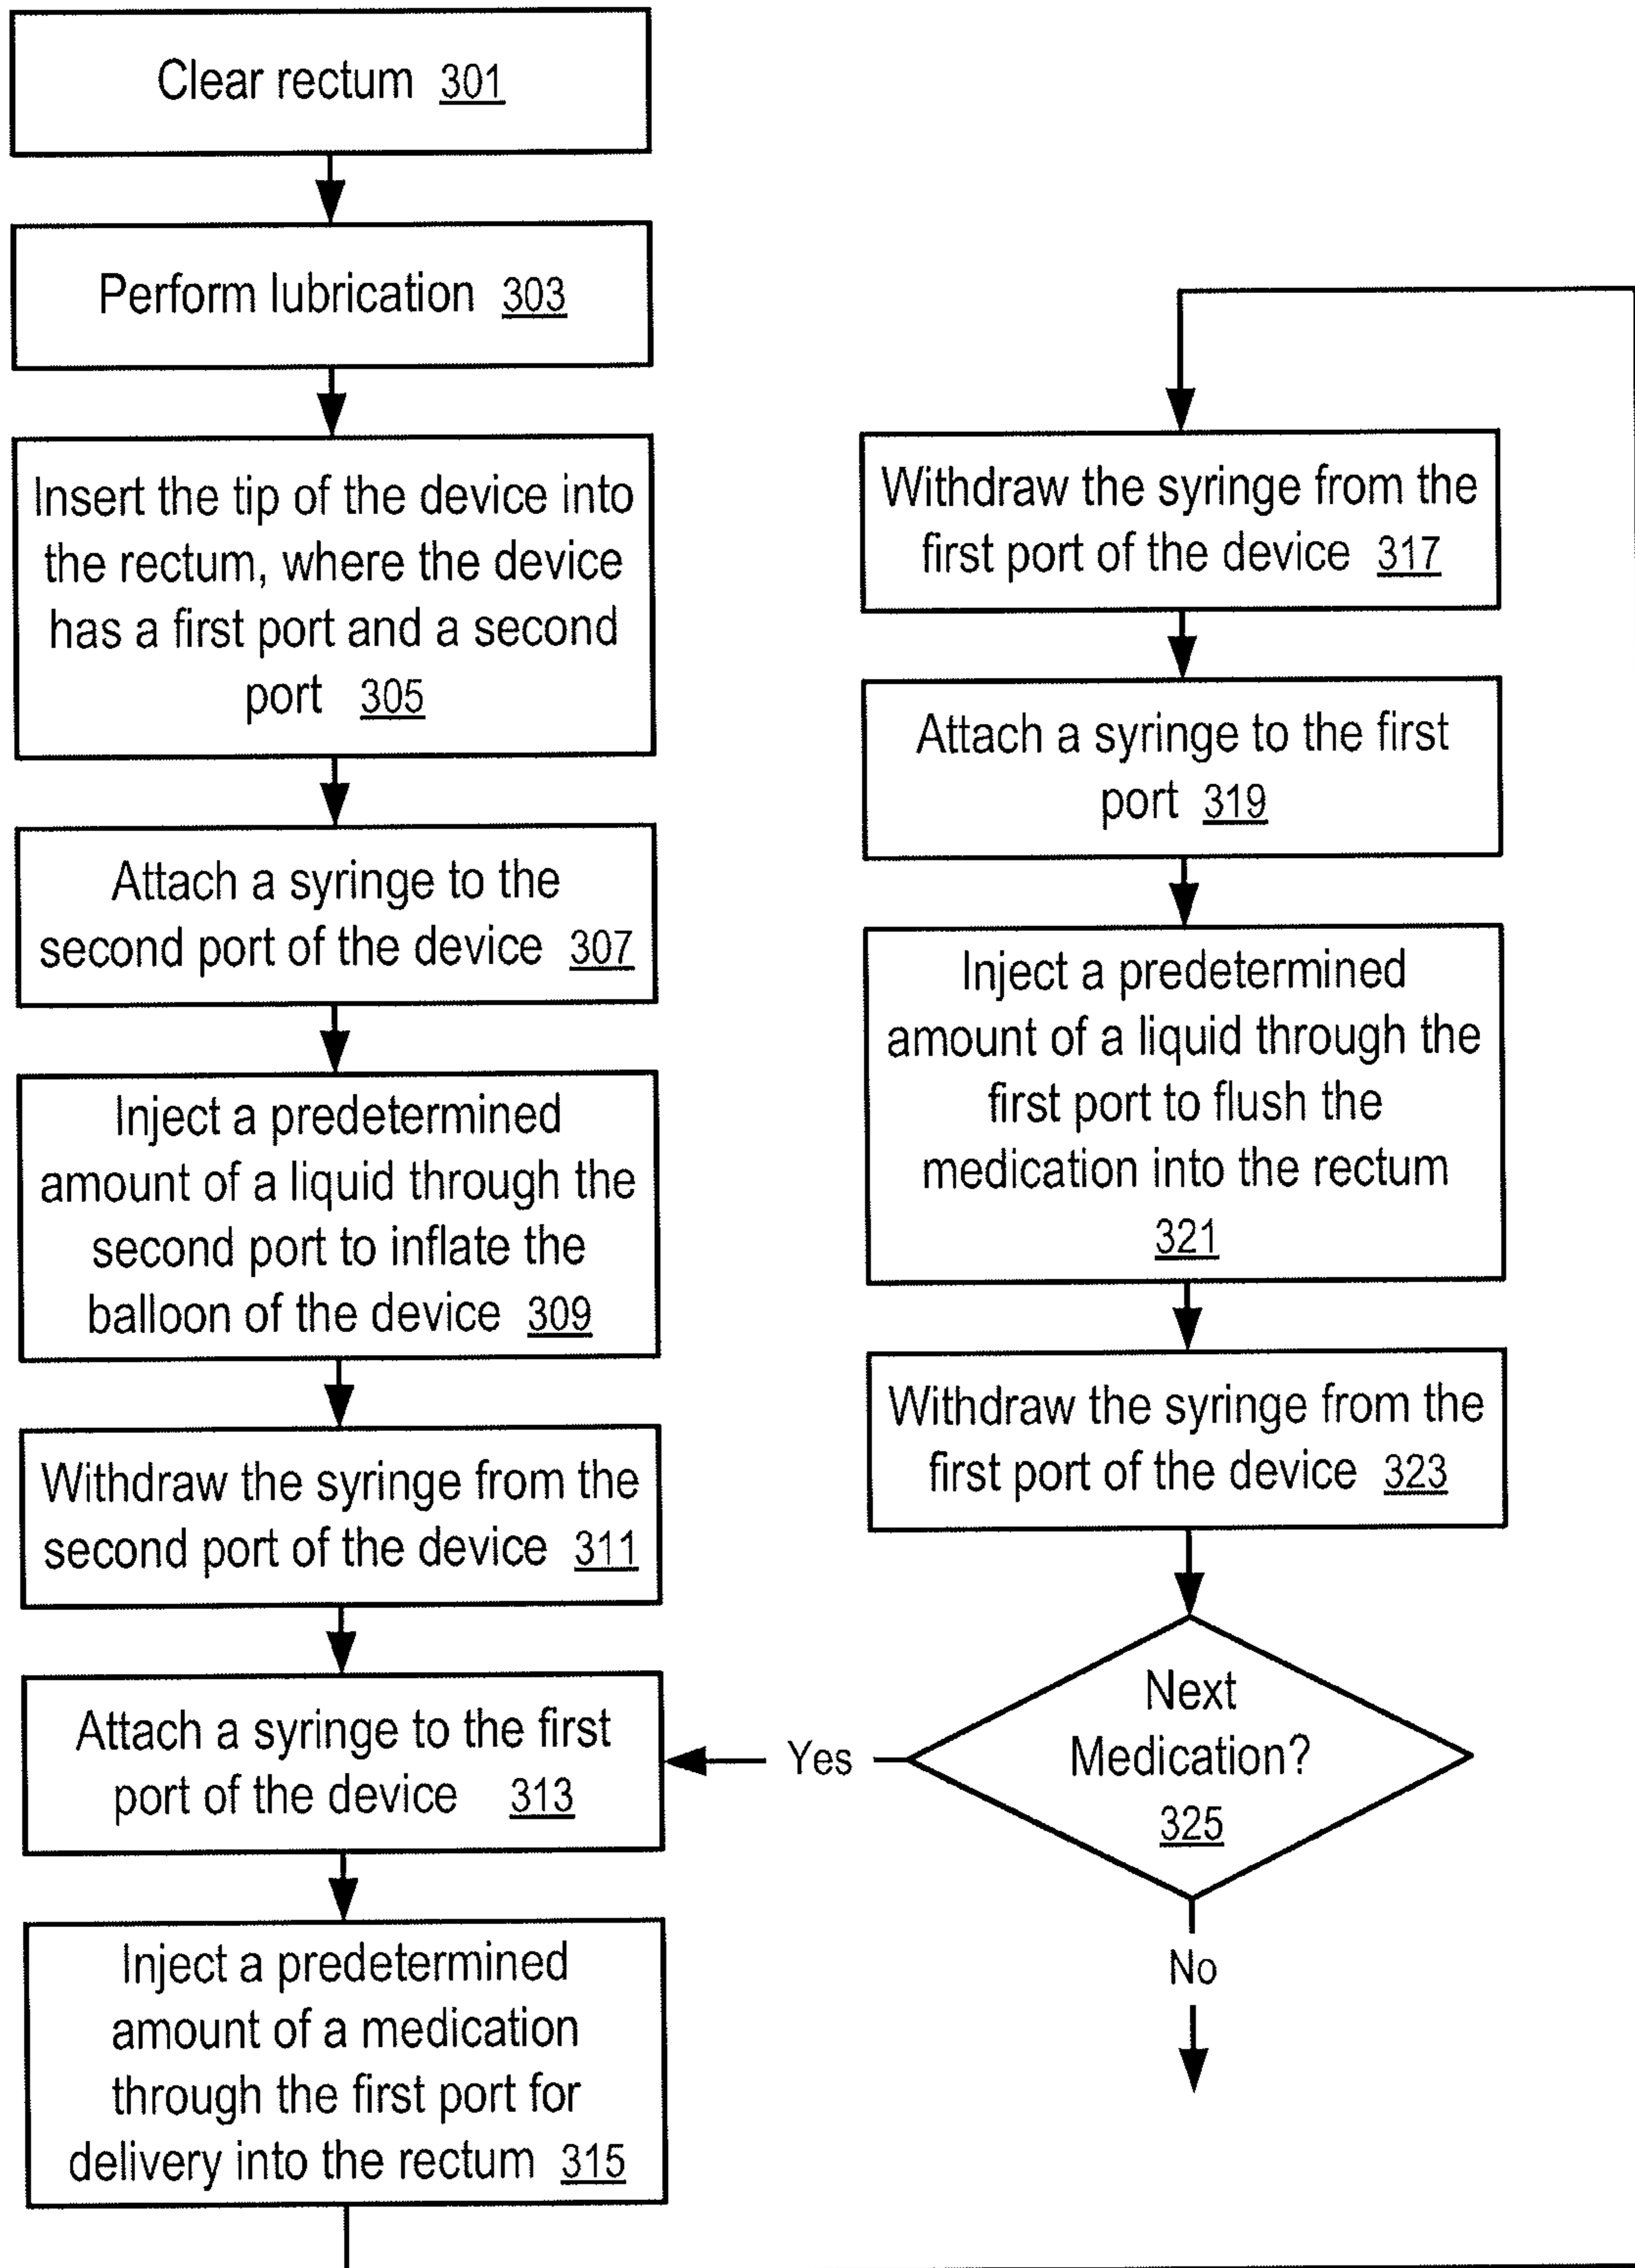 Clear rectum 301
Perform lubrication 303
Insert the tip of the device into
the rectum, where the device
has a first port and a second
port 305
Attach a syringe to the
second port of the device 307
Inject a predetermined
amount of a liquid through the
second port to inflate the
balloon of the device 309
Withdraw the syringe from the
second port of the device 311
Attach a syringe to the first
port of the device 313
Inject a predetermined
amount of a medication
through the first port for
delivery into the rectum 315
Withdraw the syringe from the
first port of the device 317
Attach a syringe to the first
port 319
Inject a predetermined
amount of a liquid through the
first port to flush the
medication into the rectum
321
Withdraw the syringe from the
first port of the device 323
Next
Medication?
325
Yes
No